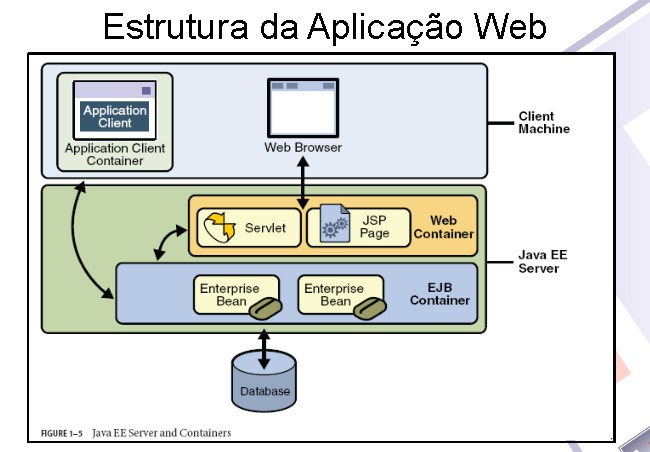 Estrutura da Aplicação Web
Application
Client
Application Client
Container
Web Browser
Client
Machine
Servlet
JSP
Page
Web
Container
Java EE
Server
Enterprise
Bean
Enterprise
Bean
EJB
Container
Database
FIGURE 1–5 Java EE Server and Containers